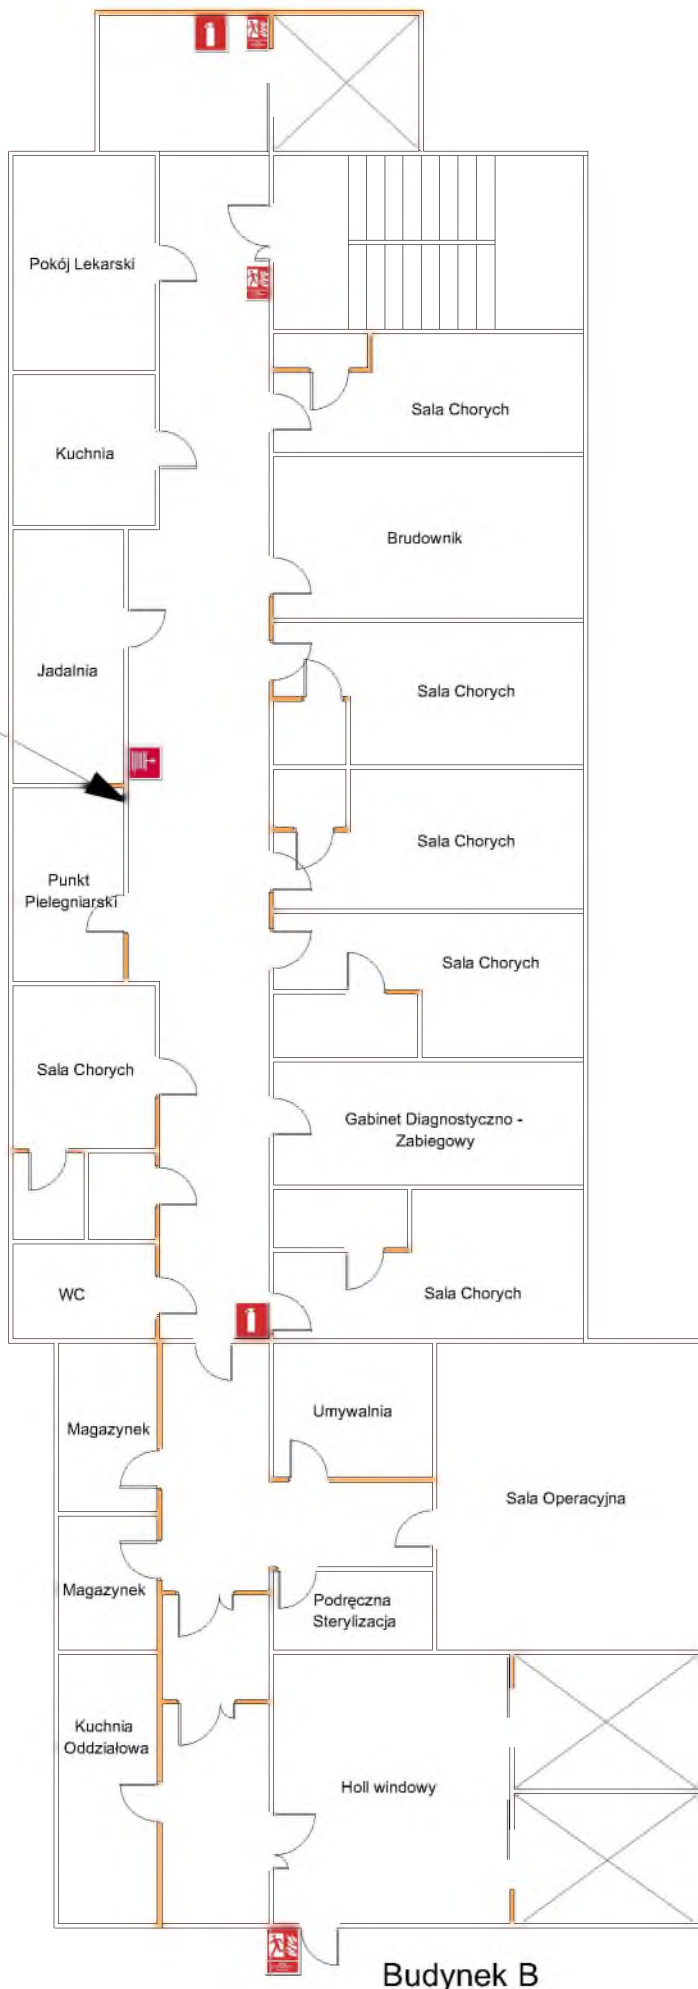 Pokój Lekarski
Sala Chorych
Kuchnia
Brudownik
Jadalnia
Sala Chorych
Sala Chorych
Punkt
Pielegniarski
Sala Chorych
Sala Chorych
Gabinet Diagnostyczno -
Zabiegowy
WC
Sala Chorych
Umywalnia
Magazynek
Sala Operacyjna
Magazynek
Podręczna
Sterylizacja
Kuchnia
Oddziałowa
Holl windowy
Budynek B